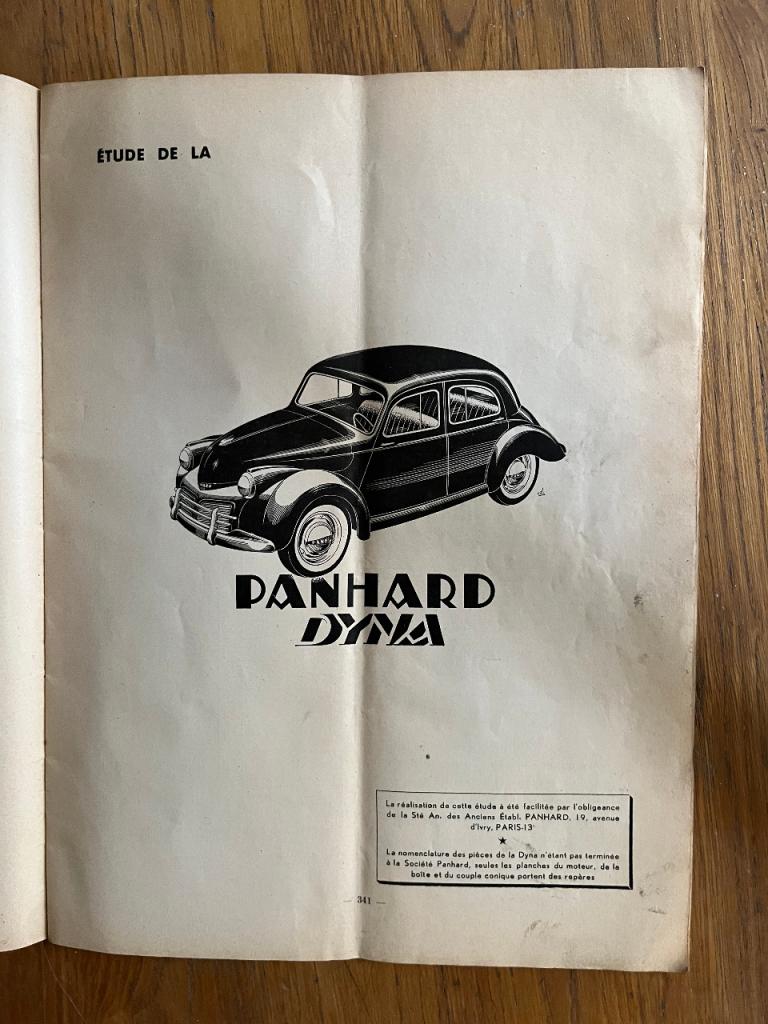 ÉTUDE DE LA
PANHARD
DYNA
La réalisation de cette étude a été facilitée par l'obligeance
de la Sté An. des Anciens Établ. PANHARD, 19, avenue
d'Ivry, PARIS-13ᵉ
★
La nomenclature des pièces de la Dyna n'étant pas terminée
à la Société Panhard, seules les planches du moteur, de la
boîte et du couple conique portent des repères
— 341 —